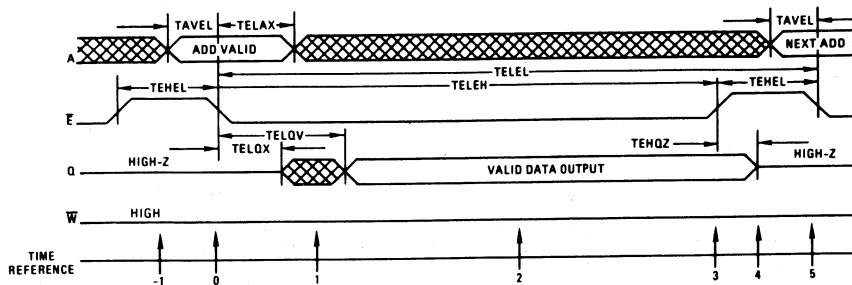 TAVEL TELAX TAVEL
A ADD VALID NEXT ADD
TELEL
TEHEL TELEH TEHEL
E
TELQV
TELQX TEHQZ
Q HIGH-Z VALID DATA OUTPUT HIGH-Z
W HIGH
TIME
REFERENCE
-1 0 1 2 3 4 5